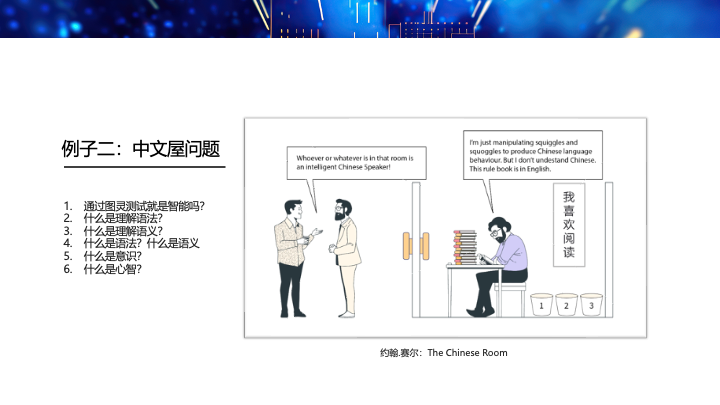 例子二：中文屋问题
1. 通过图灵测试就是智能吗？
2. 什么是理解语法？
3. 什么是理解语义？
4. 什么是语法？什么是语义
5. 什么是意识？
6. 什么是心智？
Whoever or whatever is in that room is
an intelligent Chinese Speaker!
I'm just manipulating squiggles and
squoggles to produce Chinese language
behaviour. But I don't undestand Chinese.
This rule book is in English.
我
喜
欢
阅
读
1 2 3
约翰.赛尔：The Chinese Room